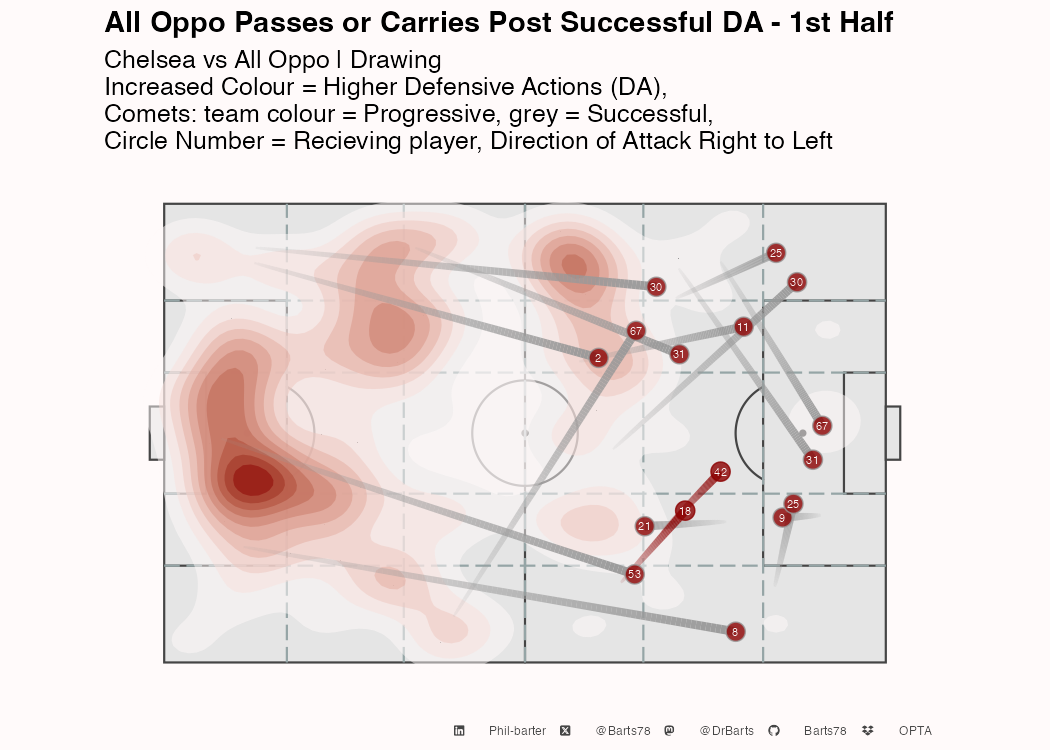 All Oppo Passes or Carries Post Successful DA - 1st Half
Chelsea vs All Oppo | Drawing
Increased Colour = Higher Defensive Actions (DA),
Comets: team colour = Progressive, grey = Successful,
Circle Number = Recieving player, Direction of Attack Right to Left
25
30
30
11
67
31
2
67
31
42
25
18
9
21
53
8
Phil-barter @Barts78 @DrBarts Barts78 OPTA